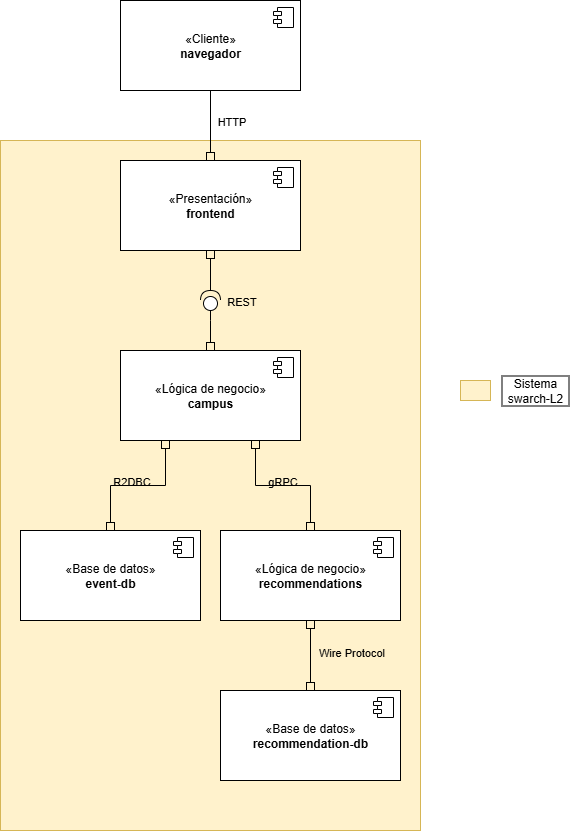 «Cliente»
navegador
HTTP
«Presentación»
frontend
REST
«Lógica de negocio»
campus
Sistema
swarch-L2
R2DBC
gRPC
«Base de datos»
event-db
«Lógica de negocio»
recommendations
Wire Protocol
«Base de datos»
recommendation-db